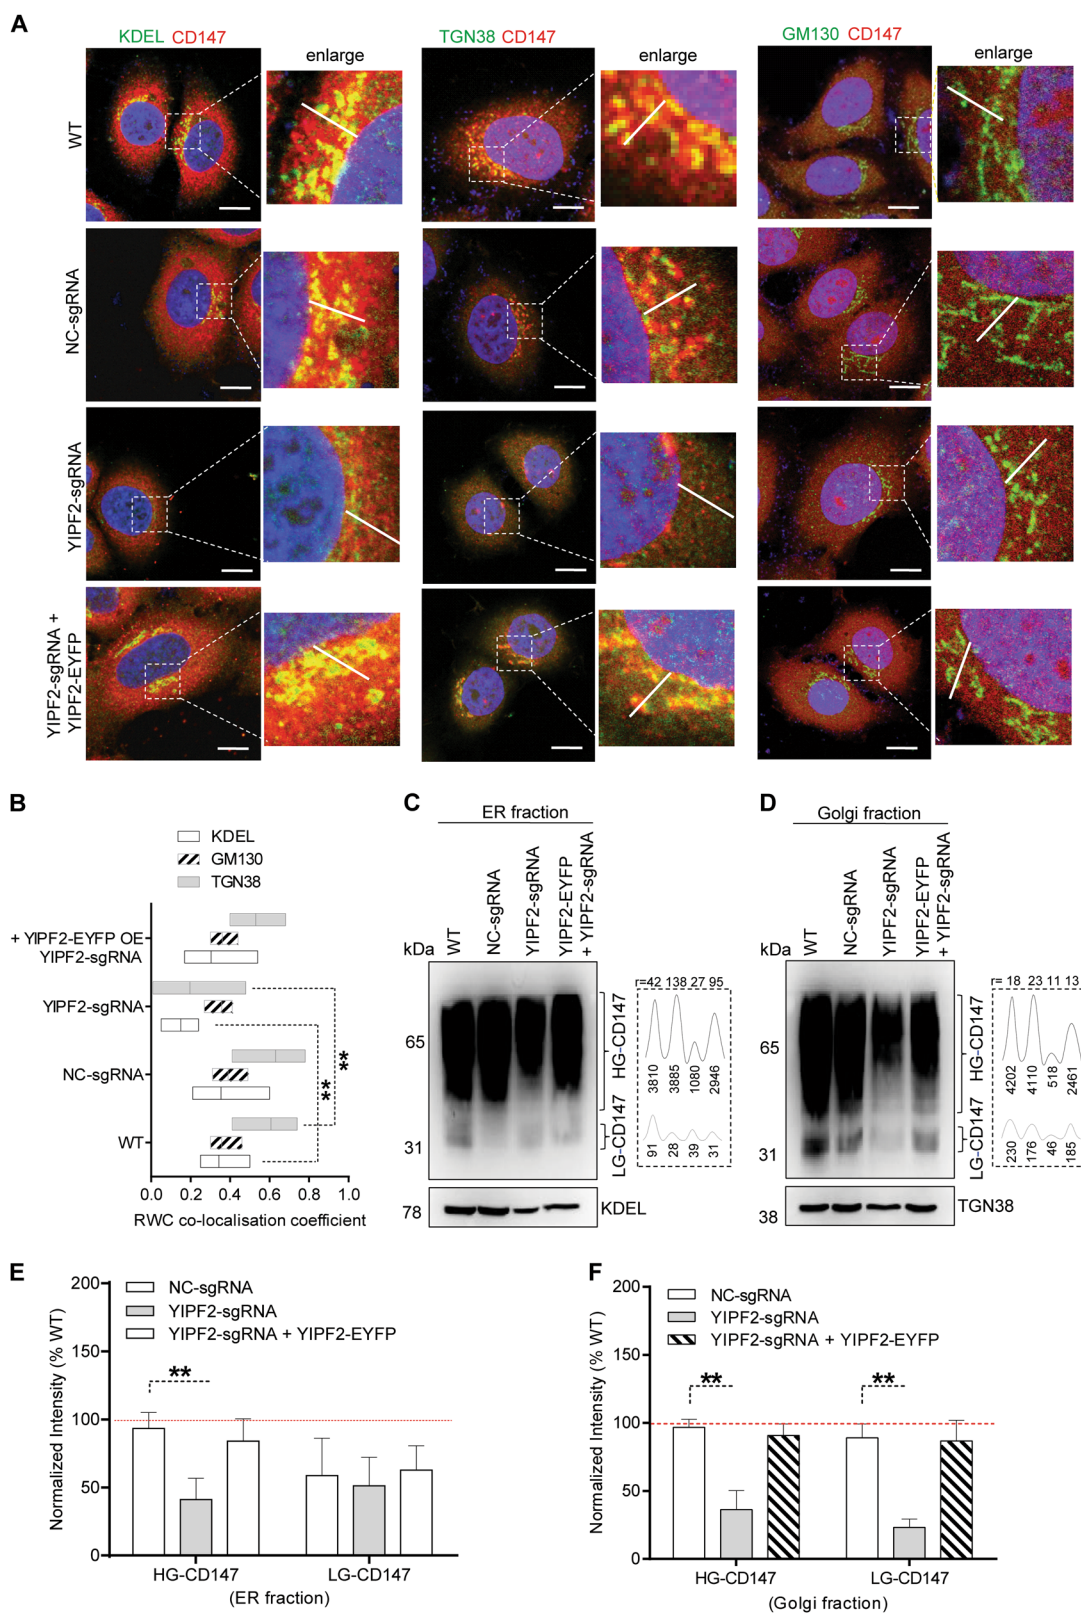 A
KDEL CD147
enlarge
TGN38 CD147
enlarge
GM130 CD147
enlarge
WT
NC-sgRNA
YIPF2-sgRNA
YIPF2-sgRNA +
YIPF2-EYFP
B
KDEL
GM130
TGN38
+ YIPF2-EYFP OE
YIPF2-sgRNA
YIPF2-sgRNA
NC-sgRNA
WT
**
**
0.0 0.2 0.4 0.6 0.8 1.0
RWC co-localisation coefficient
C
ER fraction
kDa
WT
NC-sgRNA
YIPF2-sgRNA
YIPF2-EYFP
+ YIPF2-sgRNA
65
31
78
HG-CD147
LG-CD147
KDEL
r=42 138 27 95
3810 3885 1080 2946
91 28 39 31
D
Golgi fraction
kDa
WT
NC-sgRNA
YIPF2-sgRNA
YIPF2-EYFP
+ YIPF2-sgRNA
65
31
38
HG-CD147
LG-CD147
TGN38
r= 18 23 11 13
4202 4110 518 2461
230 176 46 185
E
NC-sgRNA
YIPF2-sgRNA
YIPF2-sgRNA + YIPF2-EYFP
Normalized Intensity (% WT)
200
150
100
50
0
**
HG-CD147 LG-CD147
(ER fraction)
F
NC-sgRNA
YIPF2-sgRNA
YIPF2-sgRNA + YIPF2-EYFP
Normalized Intensity (% WT)
200
150
100
50
0
**
**
HG-CD147 LG-CD147
(Golgi fraction)